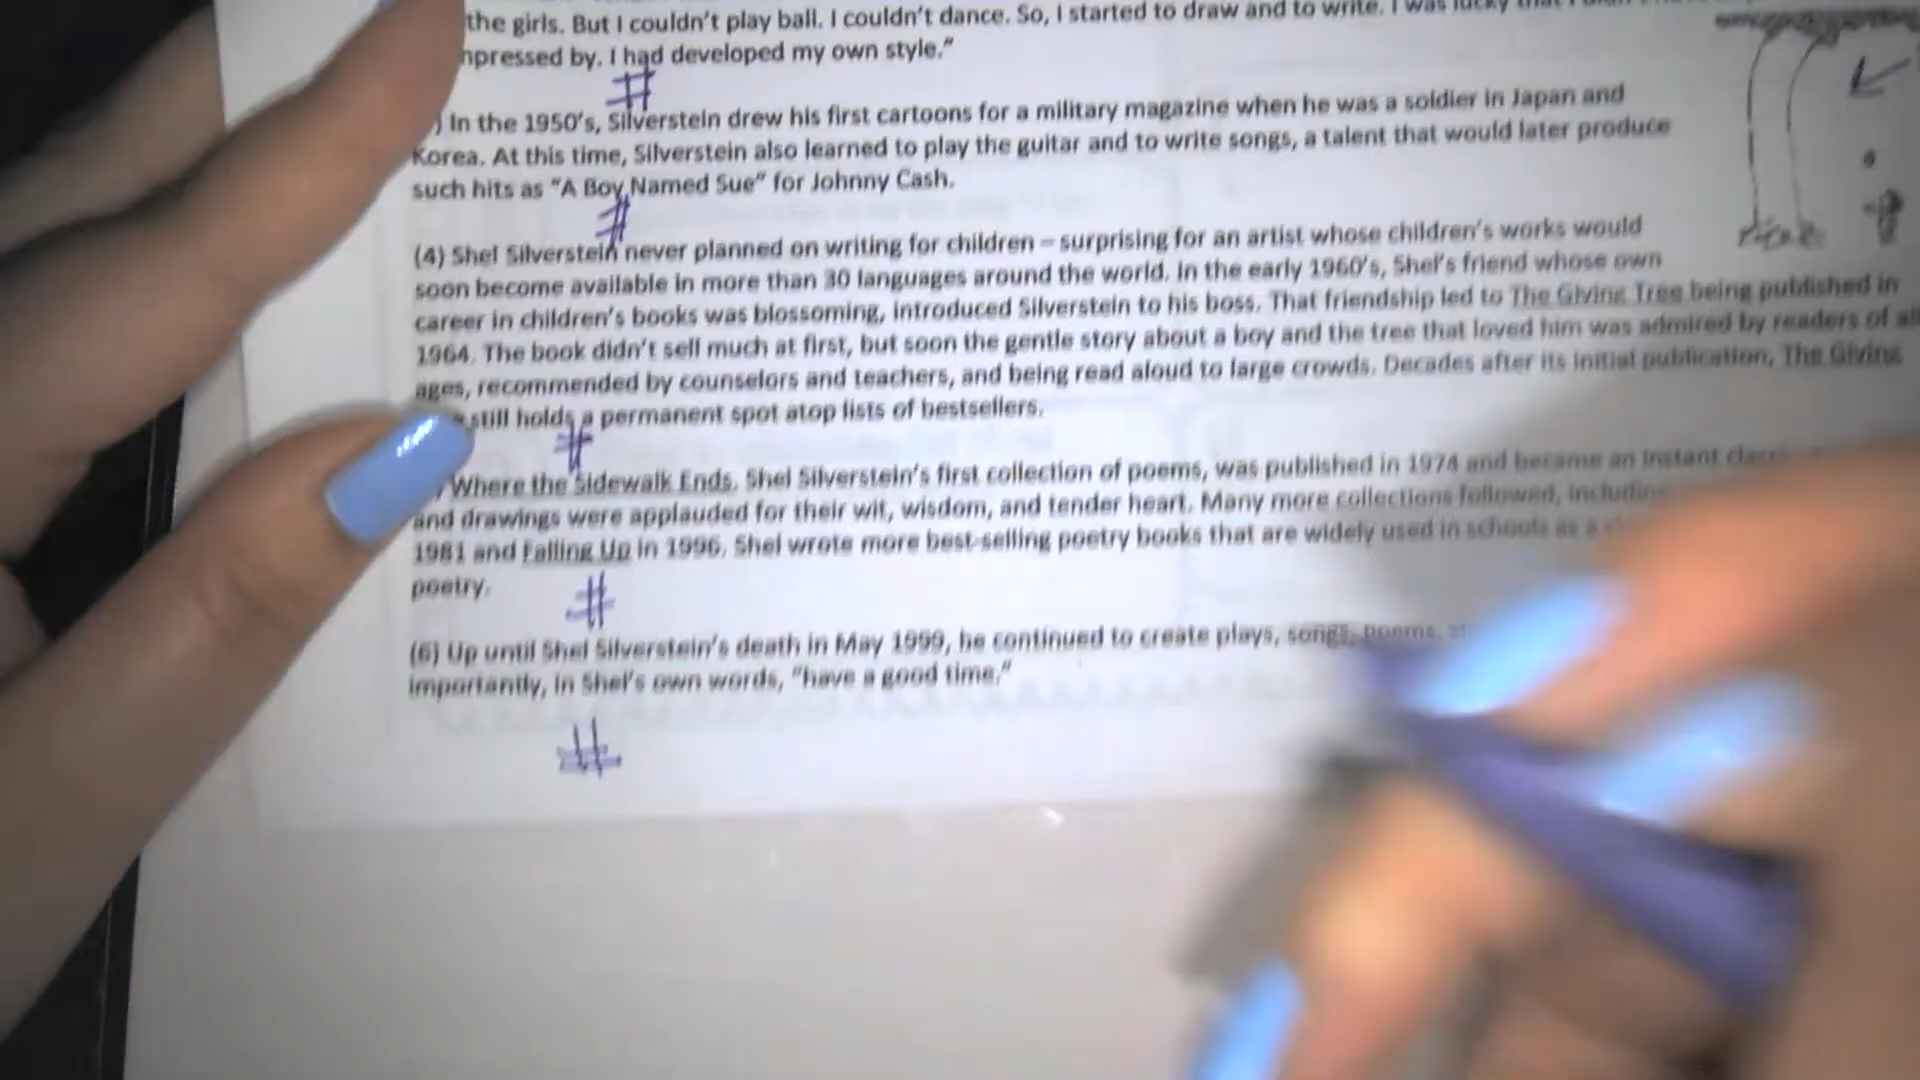 the girls. But I couldn't play ball. I couldn't dance. So, I started to draw and to write. I was lucky that I didn't
pressed by. I had developed my own style."
#
) In the 1950's, Silverstein drew his first cartoons for a military magazine when he was a soldier in Japan and
Korea. At this time, Silverstein also learned to play the guitar and to write songs, a talent that would later produce
such hits as "A Boy Named Sue" for Johnny Cash.
#
(4) Shel Silverstein never planned on writing for children – surprising for an artist whose children's works would
soon become available in more than 30 languages around the world. In the early 1960's, Shel's friend whose own
career in children's books was blossoming, introduced Silverstein to his boss. That friendship led to The Giving Tree being published in
1964. The book didn't sell much at first, but soon the gentle story about a boy and the tree that loved him was admired by readers of all
ages, recommended by counselors and teachers, and being read aloud to large crowds. Decades after its initial publication, The Giving
still holds a permanent spot atop lists of bestsellers.
#
Where the Sidewalk Ends, Shel Silverstein's first collection of poems, was published in 1974 and became an instant
and drawings were applauded for their wit, wisdom, and tender heart. Many more collections followed, including
1981 and Falling Up in 1996. Shel wrote more best-selling poetry books that are widely used in schools as a
poetry.
#
(6) Up until Shel Silverstein's death in May 1999, he continued to create plays, songs, poems,
importantly, in Shel's own words, "have a good time."
#